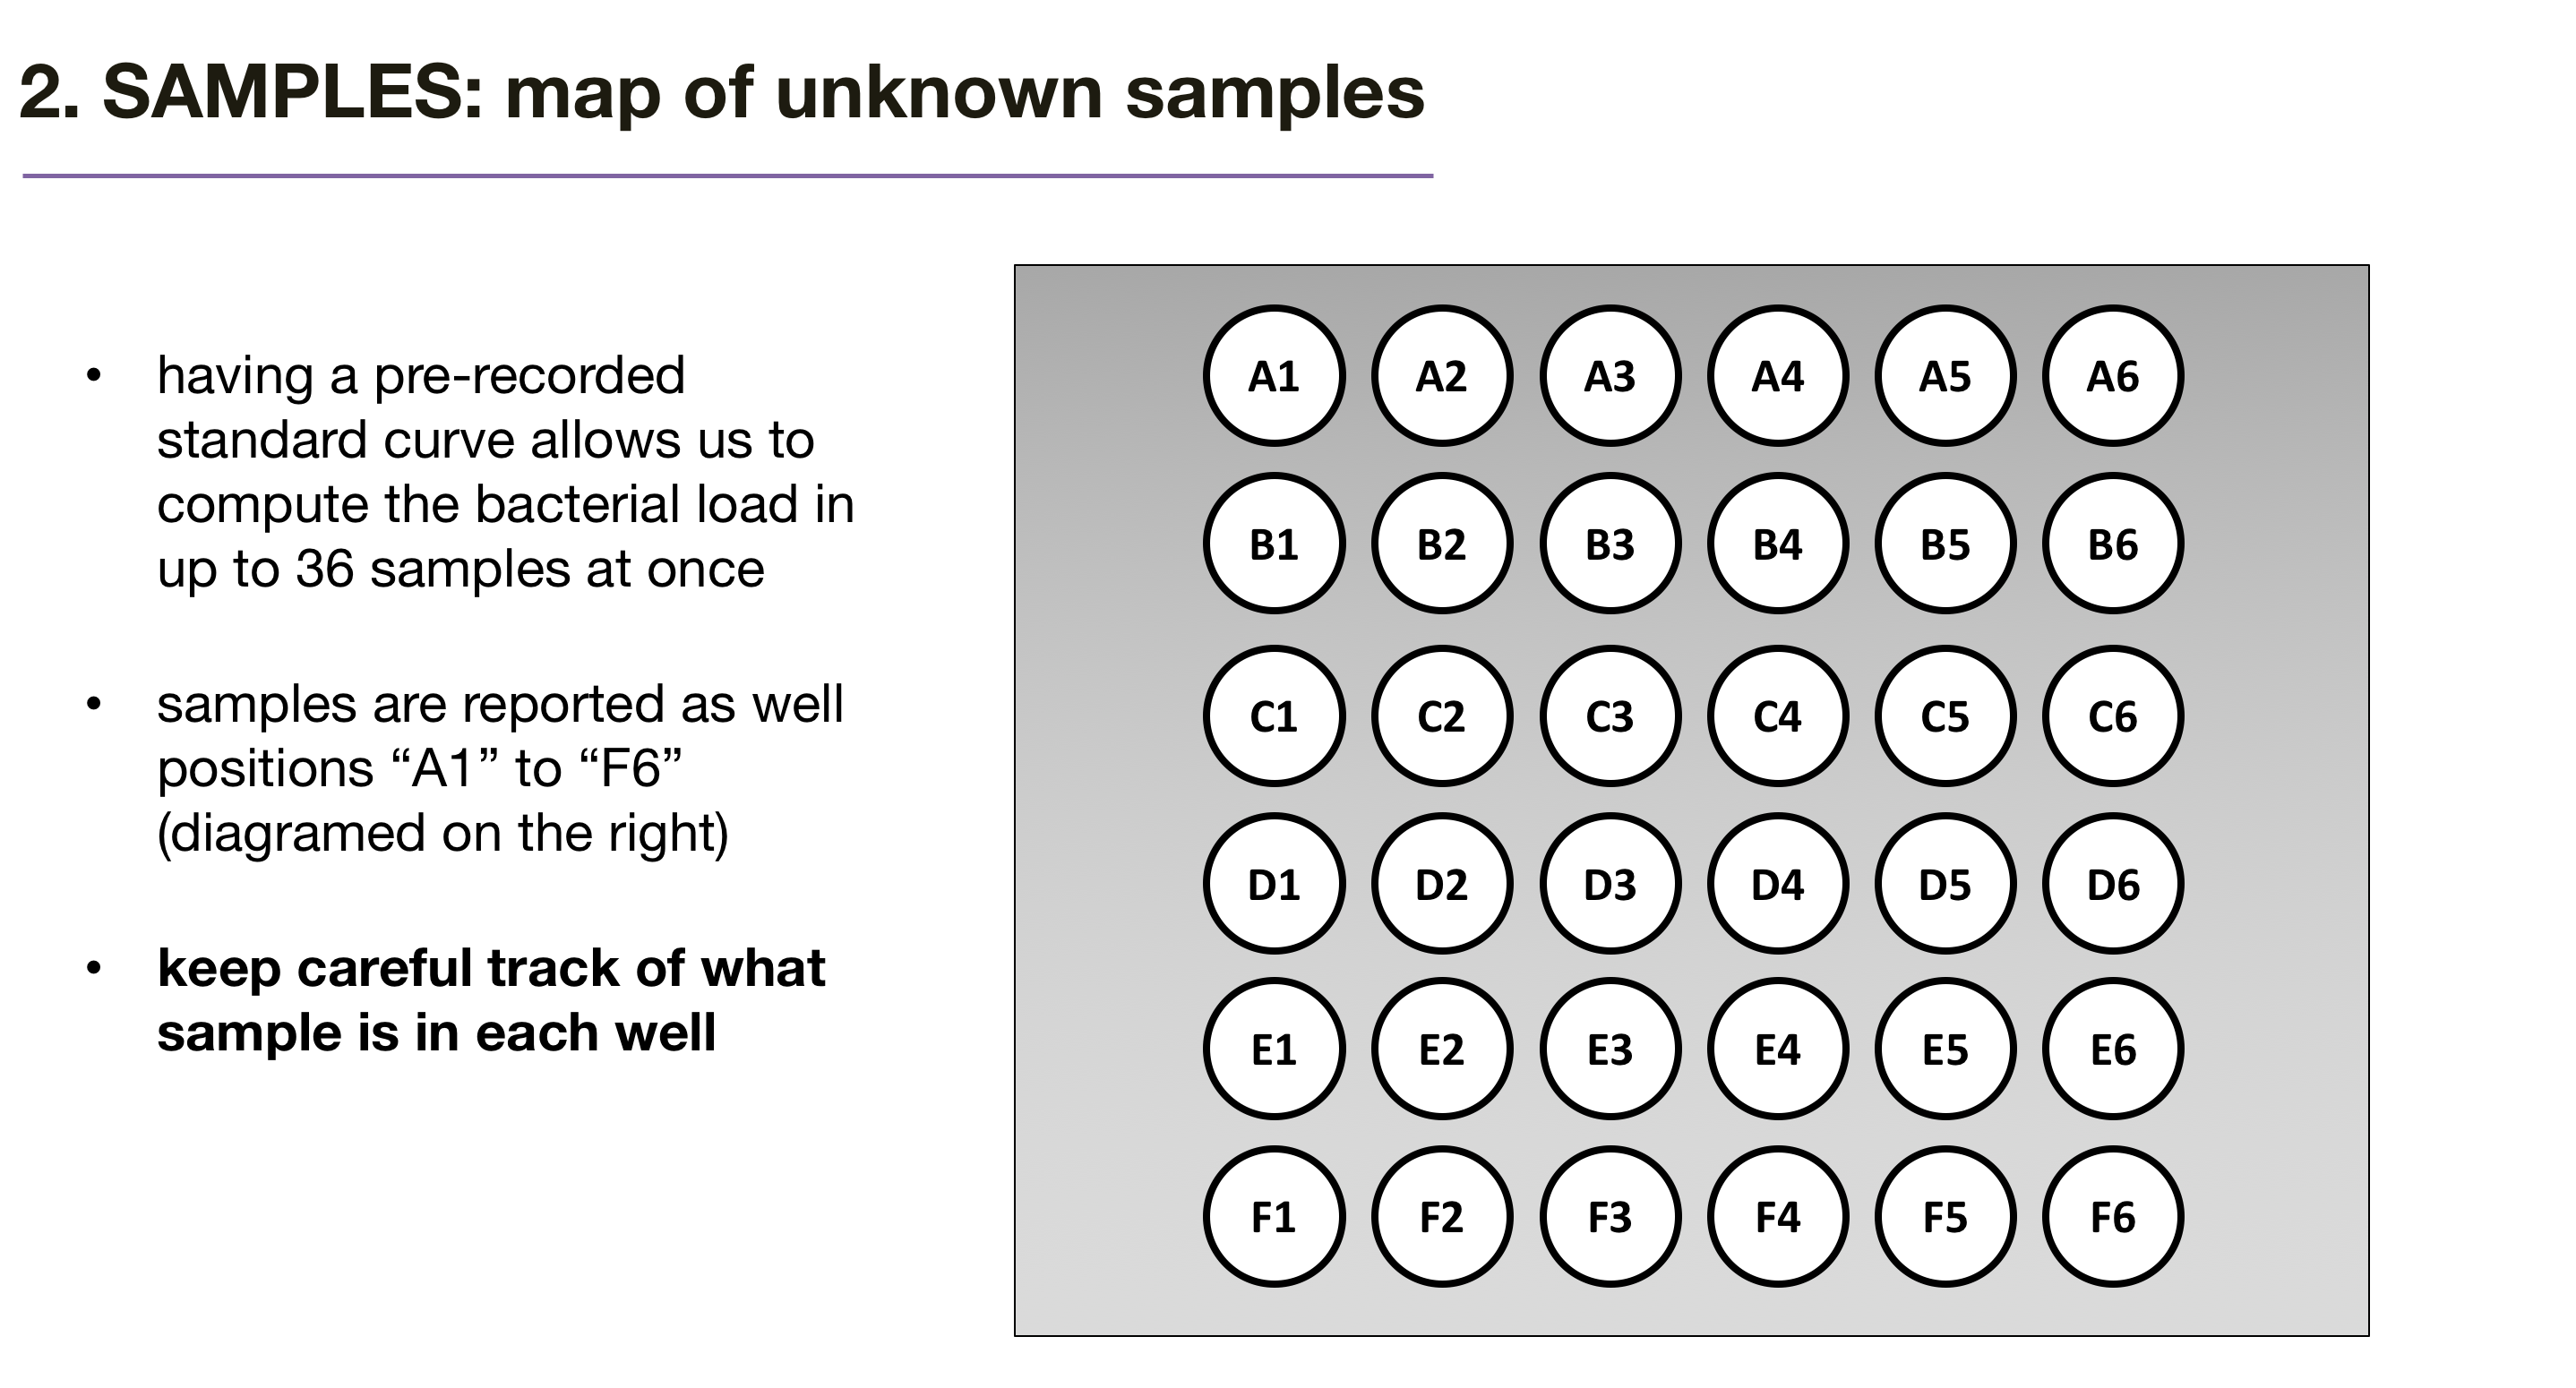 2. SAMPLES: map of unknown samples
• having a pre-recorded
standard curve allows us to
compute the bacterial load in
up to 36 samples at once
• samples are reported as well
positions “A1” to “F6”
(diagramed on the right)
• keep careful track of what
sample is in each well
A1 A2 A3 A4 A5 A6
B1 B2 B3 B4 B5 B6
C1 C2 C3 C4 C5 C6
D1 D2 D3 D4 D5 D6
E1 E2 E3 E4 E5 E6
F1 F2 F3 F4 F5 F6